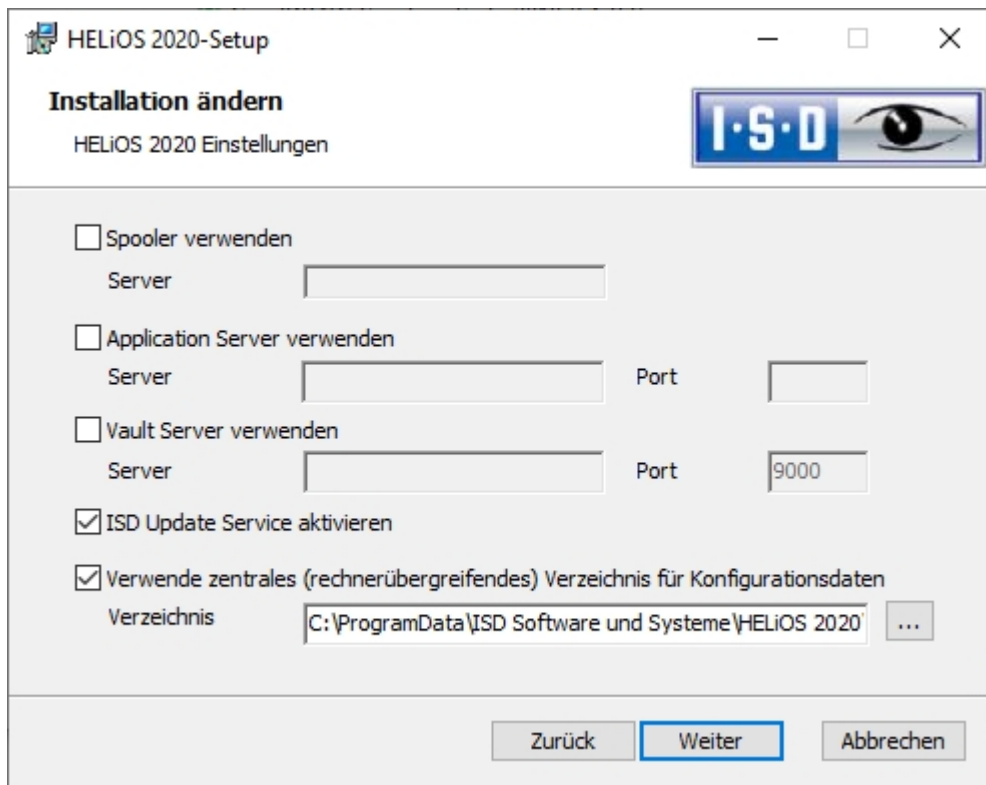 HELiOS 2020-Setup
Installation ändern
HELiOS 2020 Einstellungen
I·S·D
Spooler verwenden
Server
Application Server verwenden
Server Port
Vault Server verwenden
Server Port 9000
ISD Update Service aktivieren
Verwende zentrales (rechnerübergreifendes) Verzeichnis für Konfigurationsdaten
Verzeichnis C:\ProgramData\ISD Software und Systeme\HELiOS 2020 ...
Zurück Weiter Abbrechen